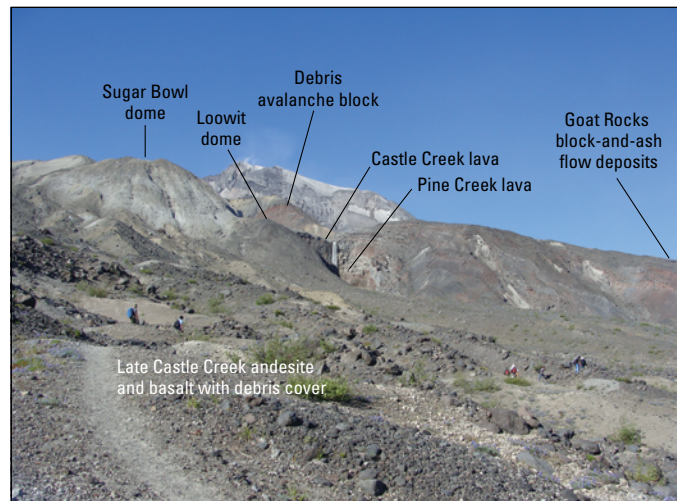 Sugar Bowl
dome
Loowit
dome
Debris
avalanche block
Castle Creek lava
Pine Creek lava
Goat Rocks
block-and-ash
flow deposits
Late Castle Creek andesite
and basalt with debris cover